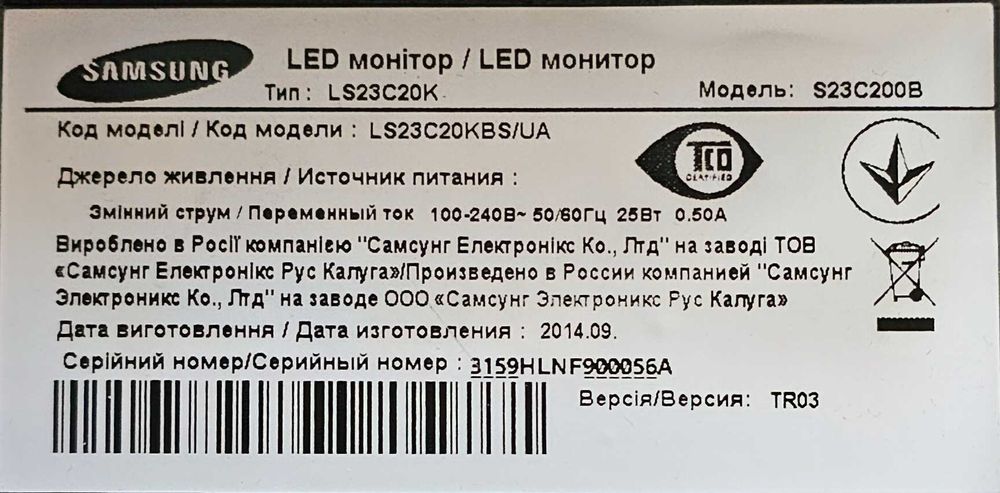 SAMSUNG
LED монітор / LED монитор
Тип : LS23C20K
Модель: S23C200B
Код моделі / Код модели : LS23C20KBS/UA
TCO
CERTIFIED
Джерело живлення / Источник питания :
Змінний струм / Переменный ток 100-240В~ 50/60Гц 25Вт 0.50А
Вироблено в Росії компанією "Самсунг Електронікс Ко., Лтд" на заводі ТОВ
«Самсунг Електронікс Рус Калуга»/Произведено в России компанией "Самсунг
Электроникс Ко., Лтд" на заводе ООО «Самсунг Электроникс Рус Калуга»
Дата виготовлення / Дата изготовления : 2014.09.
Серійний номер/Серийный номер : 3159HLNF900056A
Версія/Версия: TR03